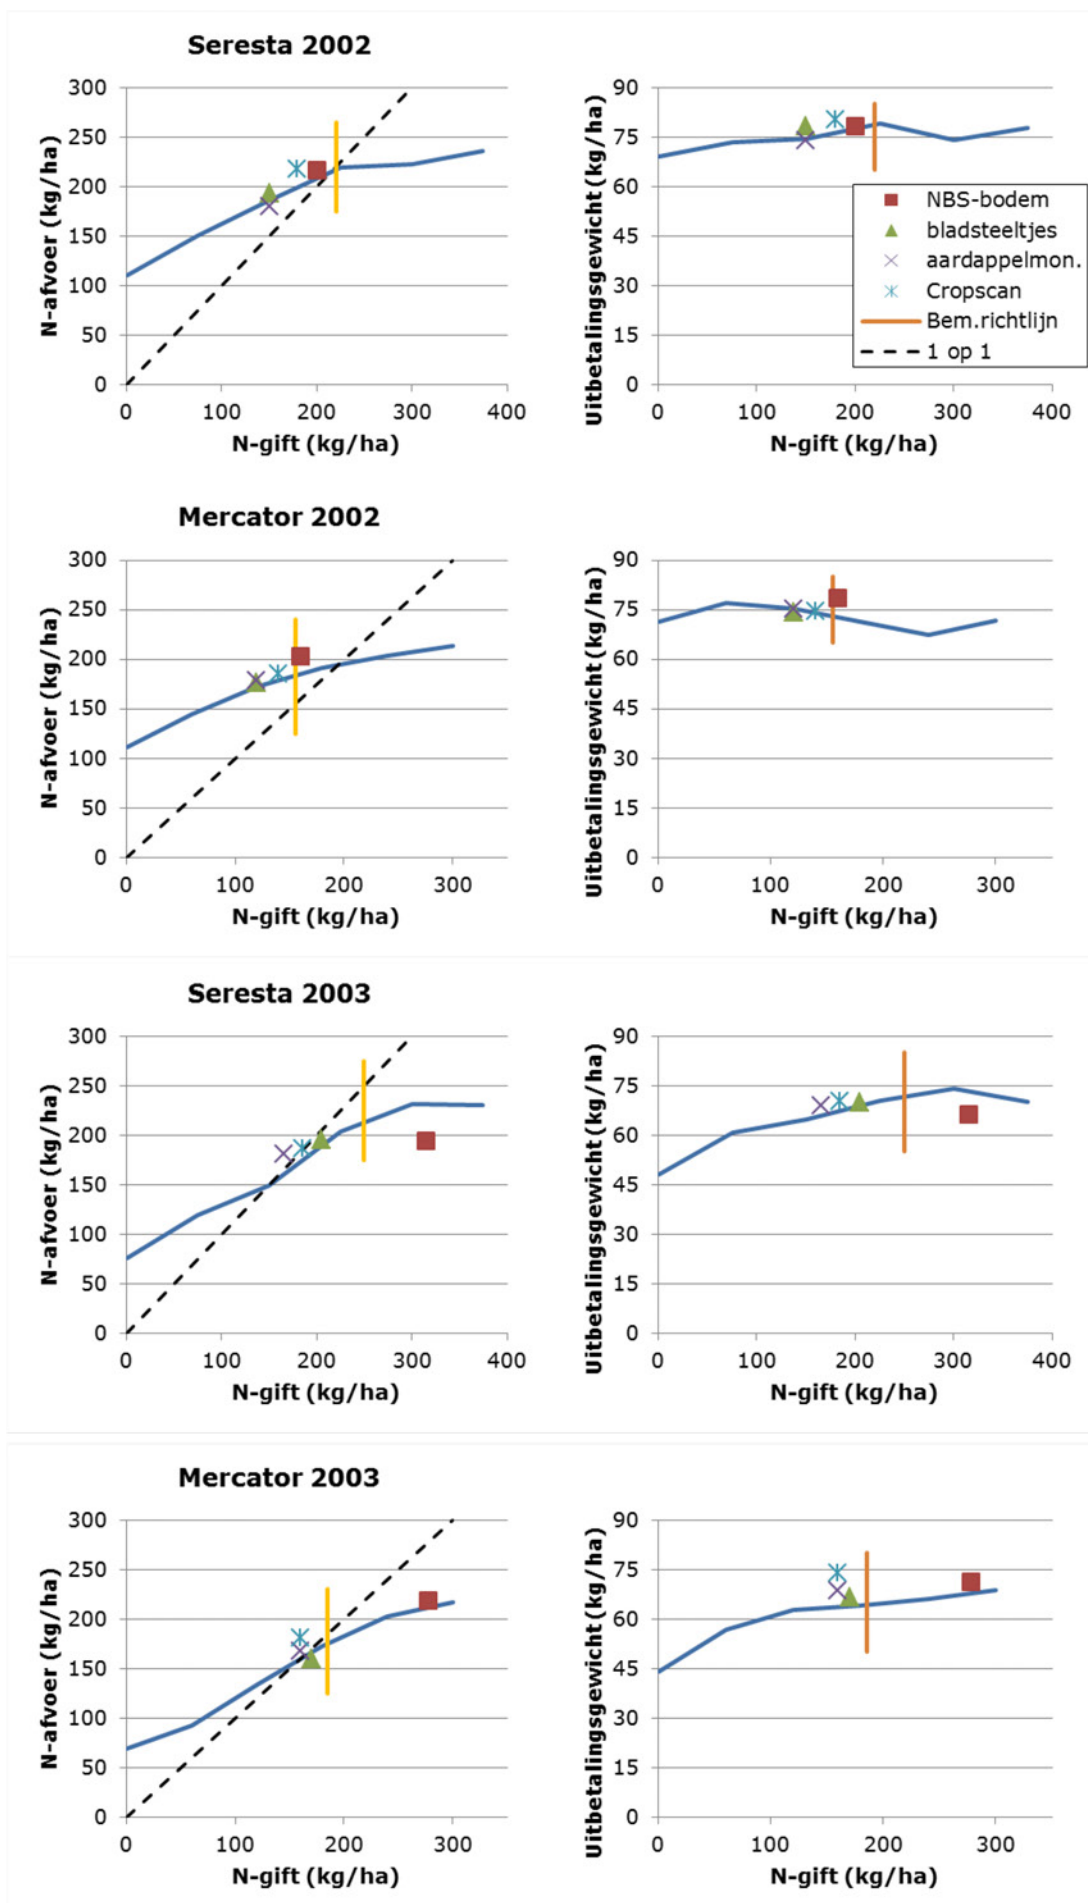 Seresta 2002
N-afvoer (kg/ha)
300
250
200
150
100
50
0
0 100 200 300 400
N-gift (kg/ha)
Uitbetalingsgewicht (kg/ha)
90
75
60
45
30
15
0
0 100 200 300 400
N-gift (kg/ha)
NBS-bodem
bladsteeltjes
aardappelmon.
Cropscan
Bem.richtlijn
1 op 1
Mercator 2002
N-afvoer (kg/ha)
300
250
200
150
100
50
0
0 100 200 300
N-gift (kg/ha)
Uitbetalingsgewicht (kg/ha)
90
75
60
45
30
15
0
0 100 200 300
N-gift (kg/ha)
Seresta 2003
N-afvoer (kg/ha)
300
250
200
150
100
50
0
0 100 200 300 400
N-gift (kg/ha)
Uitbetalingsgewicht (kg/ha)
90
75
60
45
30
15
0
0 100 200 300 400
N-gift (kg/ha)
Mercator 2003
N-afvoer (kg/ha)
300
250
200
150
100
50
0
0 100 200 300
N-gift (kg/ha)
Uitbetalingsgewicht (kg/ha)
90
75
60
45
30
15
0
0 100 200 300
N-gift (kg/ha)